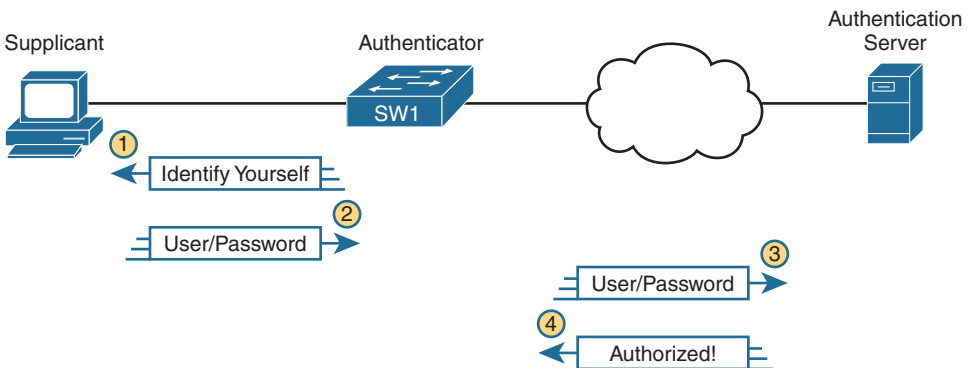 Supplicant
Authenticator
Authentication
Server
SW1
1
Identify Yourself
2
User/Password
3
User/Password
4
Authorized!